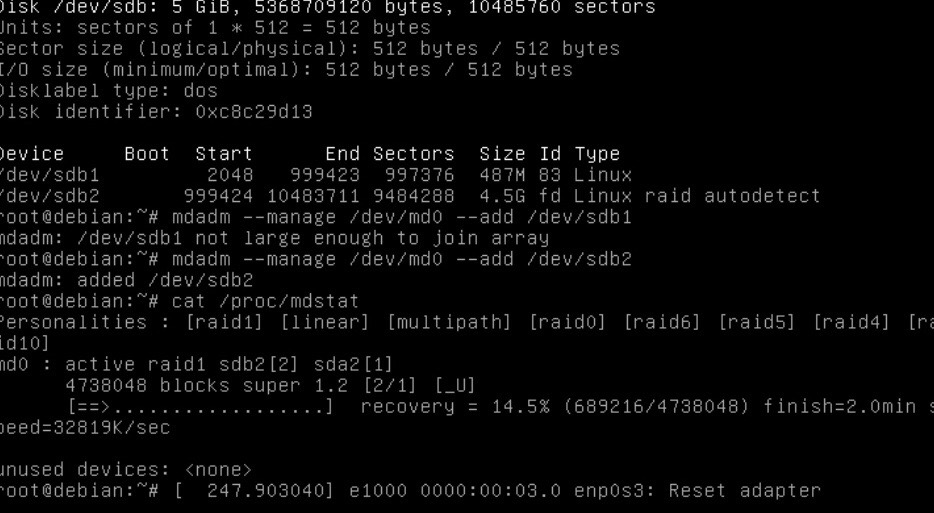 Disk /dev/sdb: 5 GiB, 5368709120 bytes, 10485760 sectors
Units: sectors of 1 * 512 = 512 bytes
Sector size (logical/physical): 512 bytes / 512 bytes
I/O size (minimum/optimal): 512 bytes / 512 bytes
Disklabel type: dos
Disk identifier: 0xc8c29d13

Device     Boot  Start      End Sectors  Size Id Type
/dev/sdb1         2048   999423  997376  487M 83 Linux
/dev/sdb2       999424 10483711 9484288  4.5G fd Linux raid autodetect
root@debian:~# mdadm --manage /dev/md0 --add /dev/sdb1
mdadm: /dev/sdb1 not large enough to join array
root@debian:~# mdadm --manage /dev/md0 --add /dev/sdb2
mdadm: added /dev/sdb2
root@debian:~# cat /proc/mdstat
Personalities : [raid1] [linear] [multipath] [raid0] [raid6] [raid5] [raid4] [ra
id10]
md0 : active raid1 sdb2[2] sda2[1]
      4738048 blocks super 1.2 [2/1] [_U]
      [==>..................]  recovery = 14.5% (689216/4738048) finish=2.0min s
peed=32819K/sec

unused devices: <none>
root@debian:~# [  247.903040] e1000 0000:00:03.0 enp0s3: Reset adapter